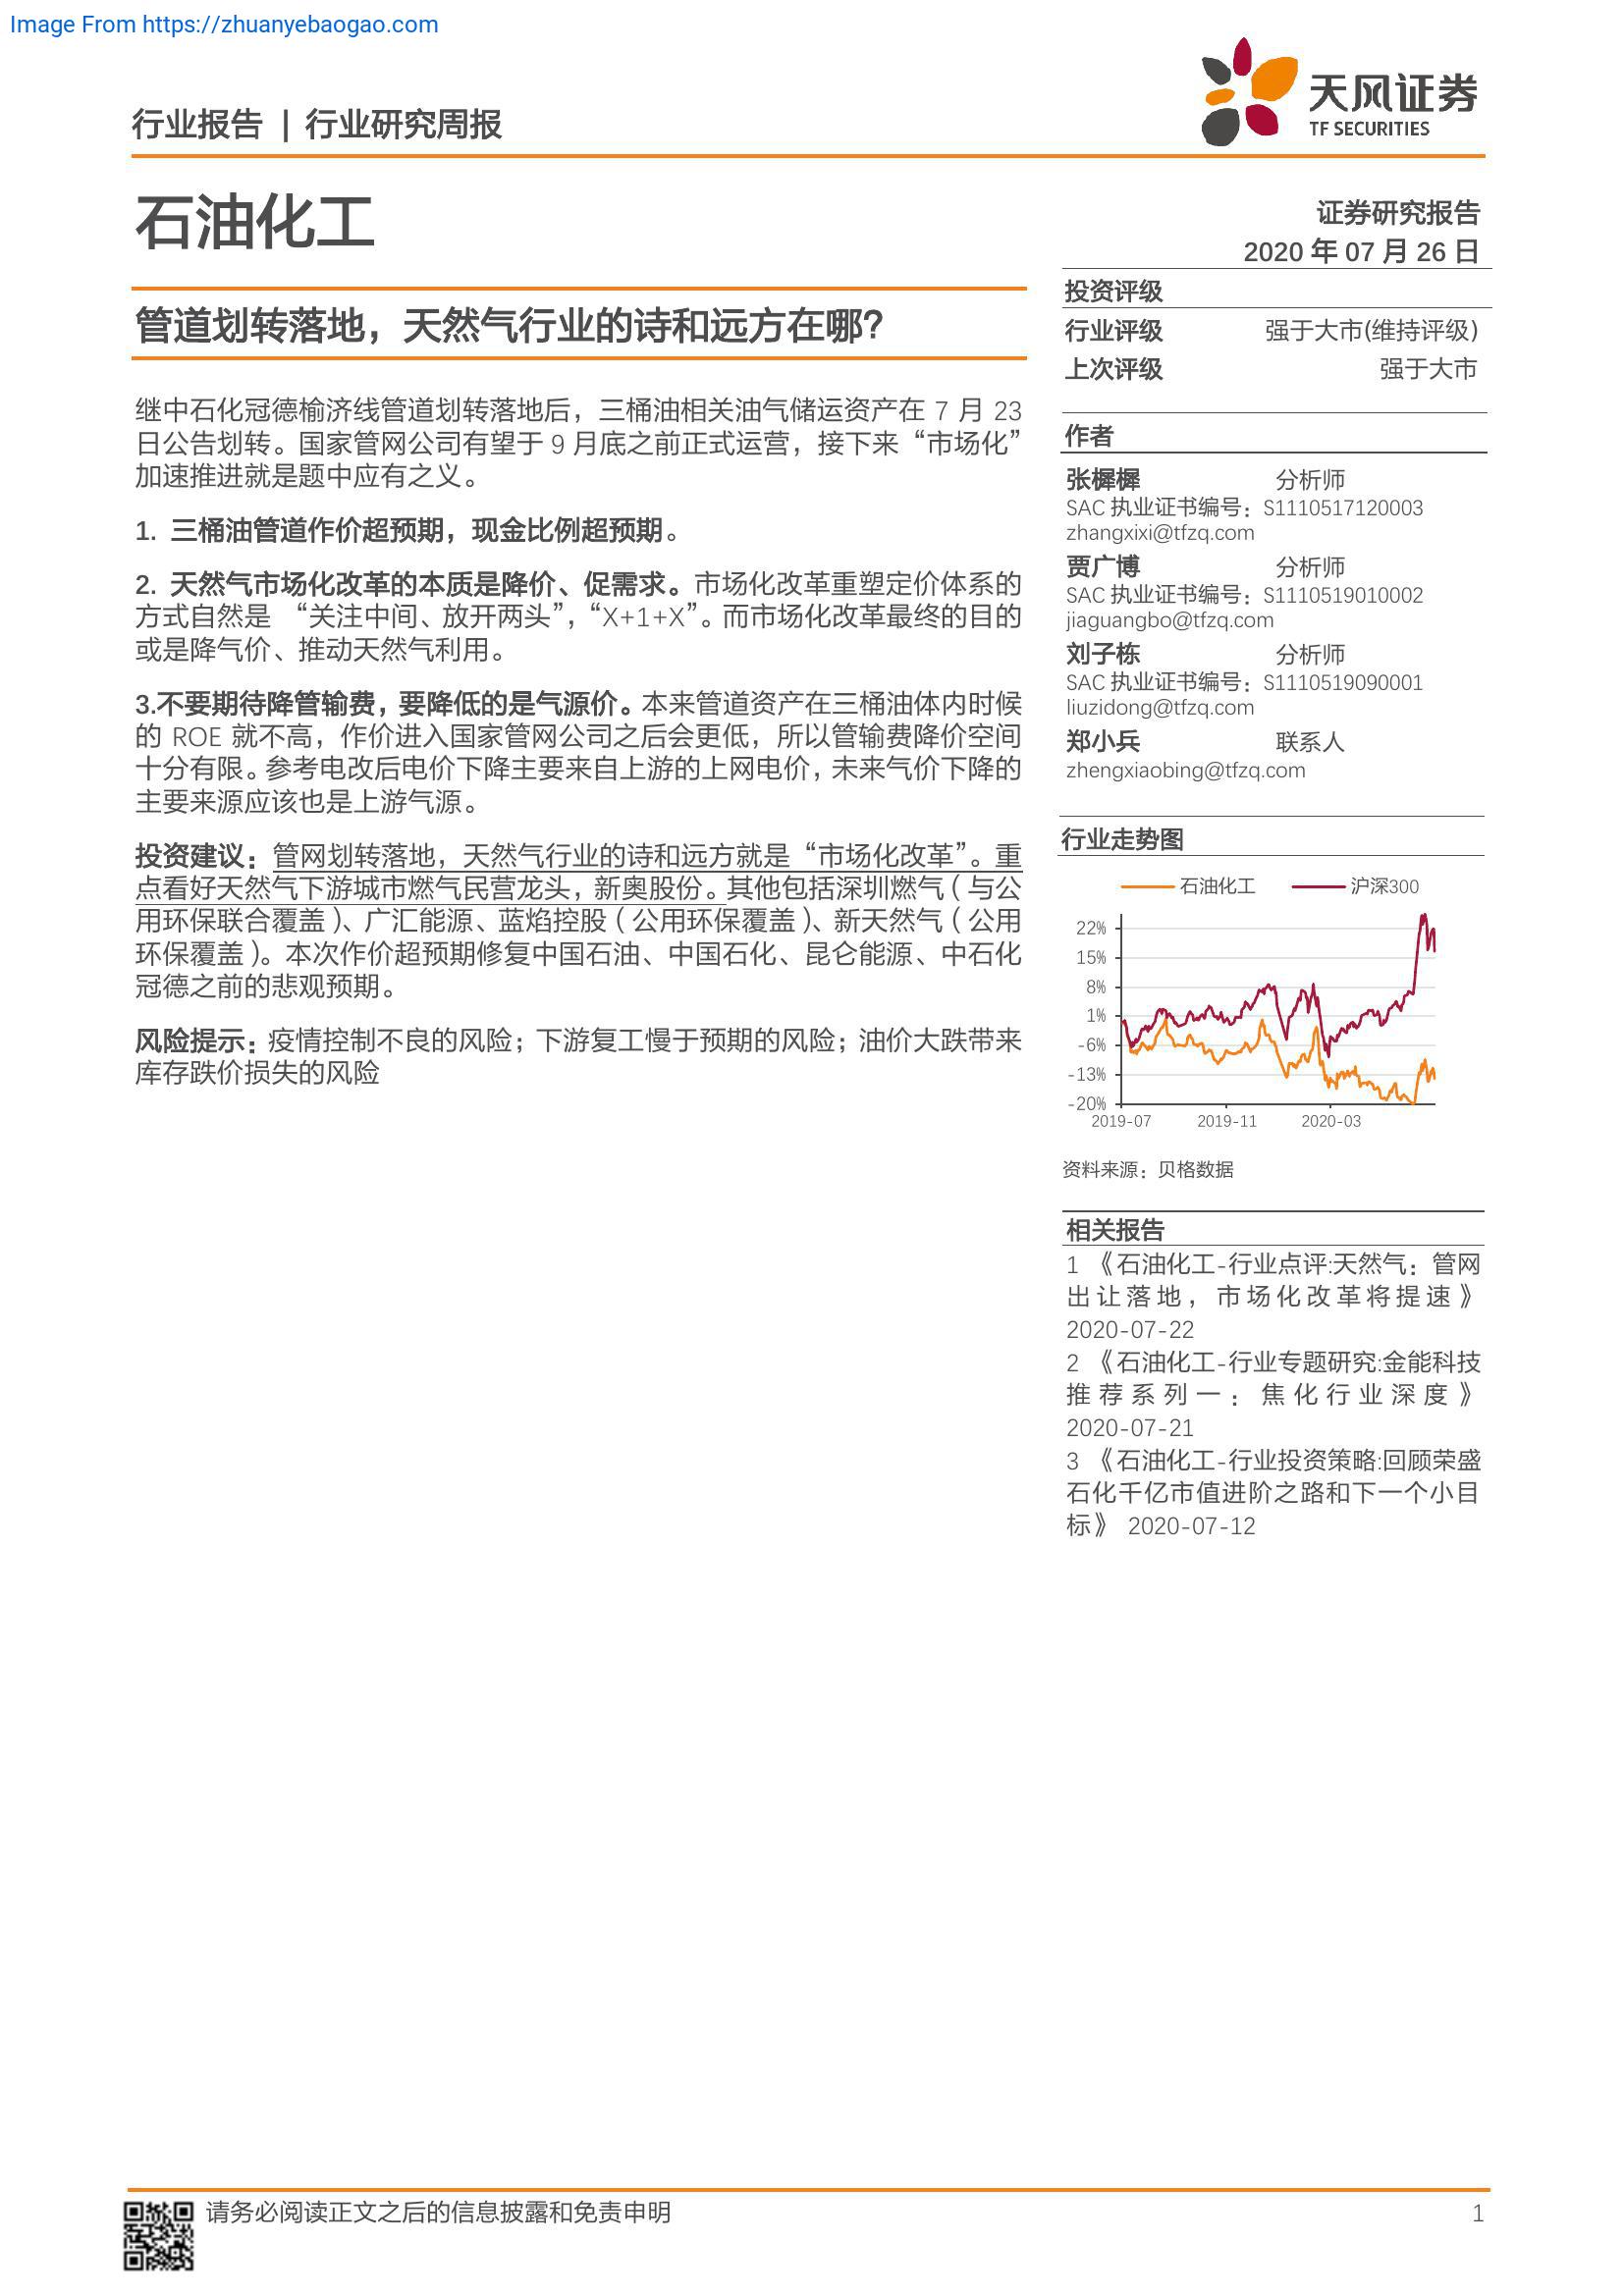 Image From https://zhuanyebaogao.com
行业报告 | 行业研究周报
天风证券
TF SECURITIES
石油化工
证券研究报告
2020 年 07 月 26 日
管道划转落地，天然气行业的诗和远方在哪？
继中石化冠德榆济线管道划转落地后，三桶油相关油气储运资产在 7 月 23
日公告划转。国家管网公司有望于 9 月底之前正式运营，接下来“市场化”
加速推进就是题中应有之义。
1. 三桶油管道作价超预期，现金比例超预期。
2. 天然气市场化改革的本质是降价、促需求。市场化改革重塑定价体系的
方式自然是 “关注中间、放开两头”，“X+1+X”。而市场化改革最终的目的
或是降气价、推动天然气利用。
3.不要期待降管输费，要降低的是气源价。本来管道资产在三桶油体内时候
的 ROE 就不高，作价进入国家管网公司之后会更低，所以管输费降价空间
十分有限。参考电改后电价下降主要来自上游的上网电价，未来气价下降的
主要来源应该也是上游气源。
投资建议：管网划转落地，天然气行业的诗和远方就是“市场化改革”。重
点看好天然气下游城市燃气民营龙头，新奥股份。其他包括深圳燃气（与公
用环保联合覆盖）、广汇能源、蓝焰控股（公用环保覆盖）、新天然气（公用
环保覆盖）。本次作价超预期修复中国石油、中国石化、昆仑能源、中石化
冠德之前的悲观预期。
风险提示：疫情控制不良的风险；下游复工慢于预期的风险；油价大跌带来
库存跌价损失的风险
投资评级
行业评级 强于大市(维持评级)
上次评级 强于大市
作者
张樨樨 分析师
SAC 执业证书编号：S1110517120003
zhangxixi@tfzq.com
贾广博 分析师
SAC 执业证书编号：S1110519010002
jiaguangbo@tfzq.com
刘子栋 分析师
SAC 执业证书编号：S1110519090001
liuzidong@tfzq.com
郑小兵 联系人
zhengxiaobing@tfzq.com
行业走势图
石油化工 沪深300
22%
15%
8%
1%
-6%
-13%
-20%
2019-07 2019-11 2020-03
资料来源：贝格数据
相关报告
1 《石油化工-行业点评:天然气：管网
出让落地，市场化改革将提速》
2020-07-22
2 《石油化工-行业专题研究:金能科技
推荐系列一：焦化行业深度》
2020-07-21
3 《石油化工-行业投资策略:回顾荣盛
石化千亿市值进阶之路和下一个小目
标》 2020-07-12
请务必阅读正文之后的信息披露和免责申明
1